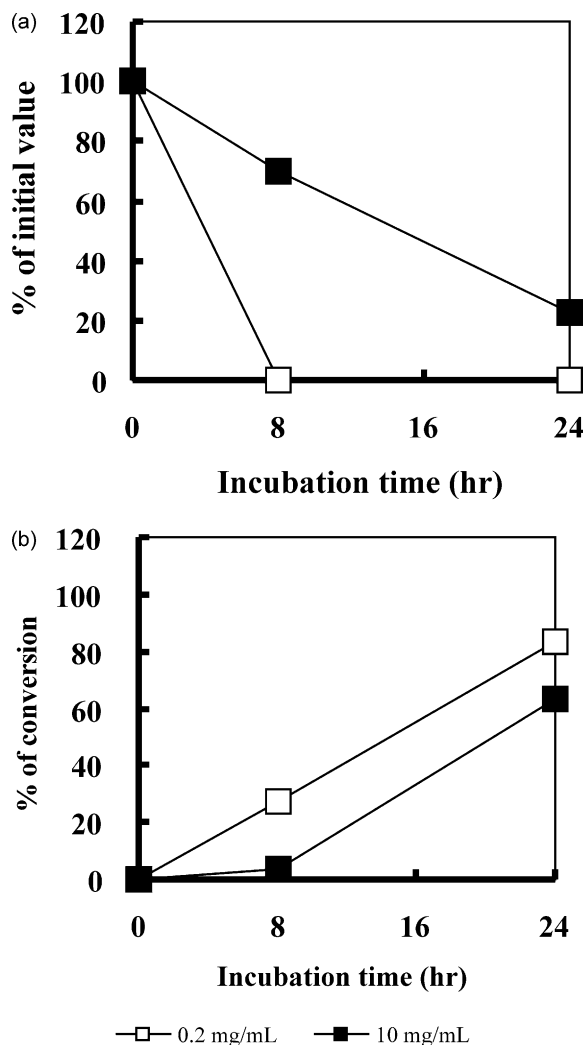 (a)
120
100
80
60
40
20
0
% of initial value
0 8 16 24
Incubation time (hr)
(b)
120
100
80
60
40
20
0
% of conversion
0 8 16 24
Incubation time (hr)
0.2 mg/mL 10 mg/mL